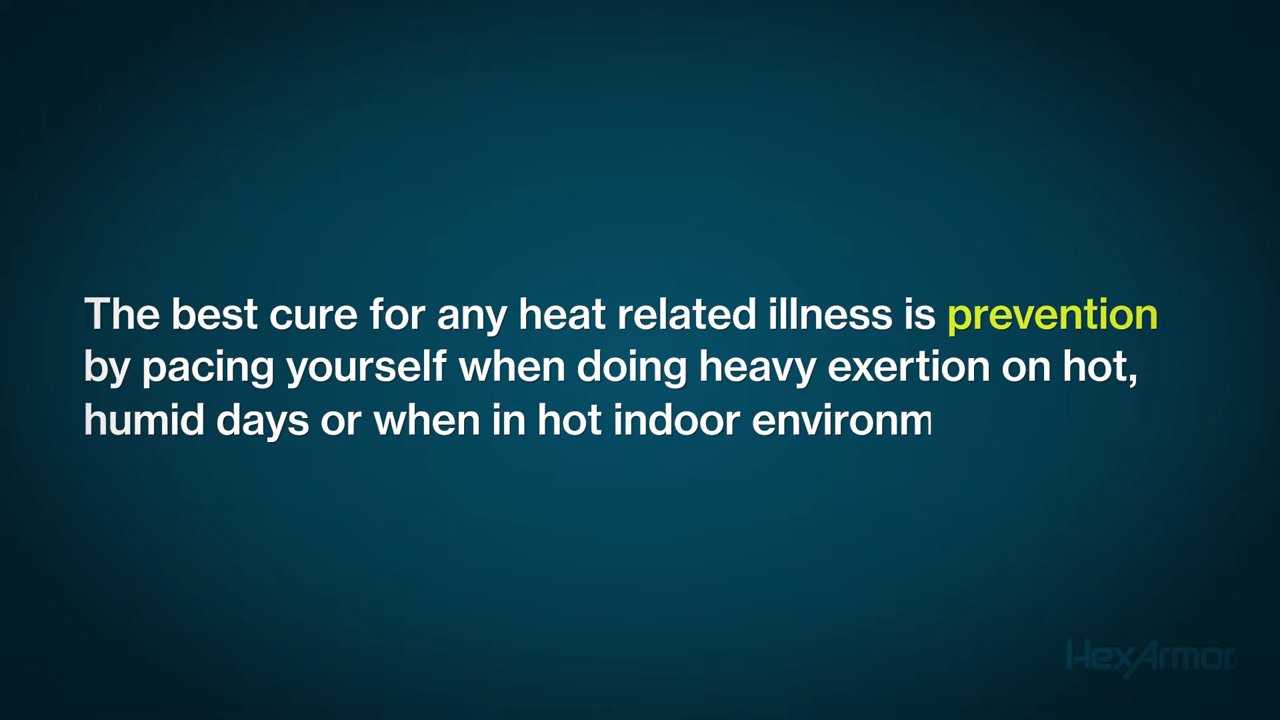 The best cure for any heat related illness is prevention
by pacing yourself when doing heavy exertion on hot,
humid days or when in hot indoor environm
HexArmor